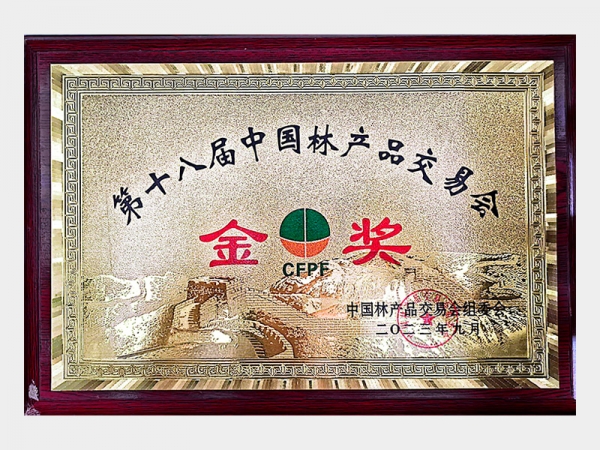 第十八届中国林产品交易会
金奖
CFPF
中国林产品交易会组委会
二〇二三年九月